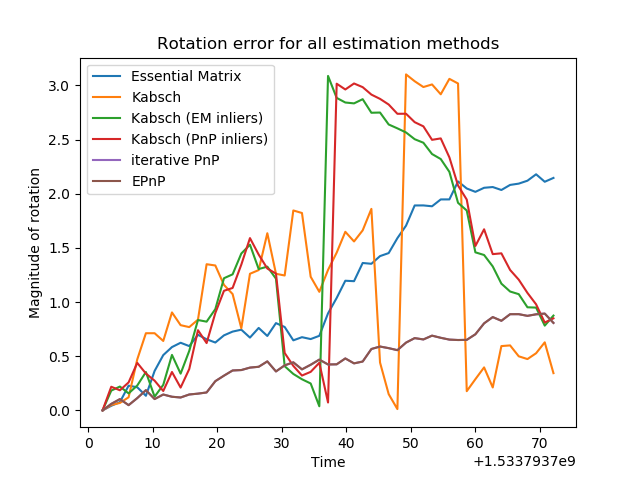 Rotation error for all estimation methods
Essential Matrix
Kabsch
Kabsch (EM inliers)
Kabsch (PnP inliers)
iterative PnP
EPnP
Magnitude of rotation
3.0
2.5
2.0
1.5
1.0
0.5
0.0
0 10 20 30 40 50 60 70
Time
+1.5337937e9